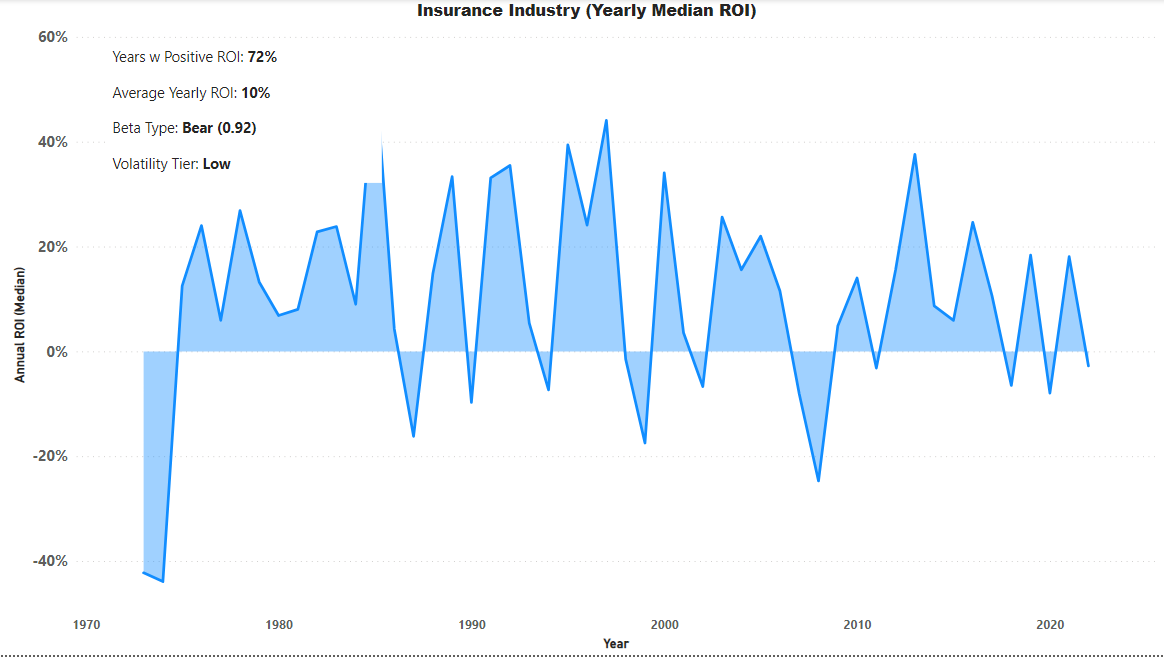 Insurance Industry (Yearly Median ROI)
60%
Years w Positive ROI: 72%
Average Yearly ROI: 10%
Beta Type: Bear (0.92)
40%
Volatility Tier: Low
20%
Annual ROI (Median)
0%
-20%
-40%
1970 1980 1990 2000 2010 2020
Year